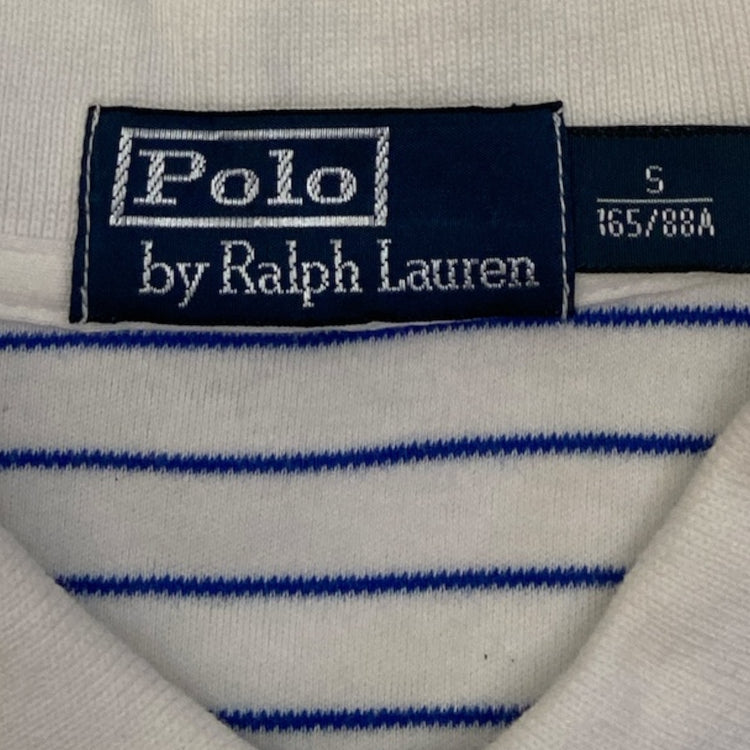 Polo
by Ralph Lauren
S
165/88A